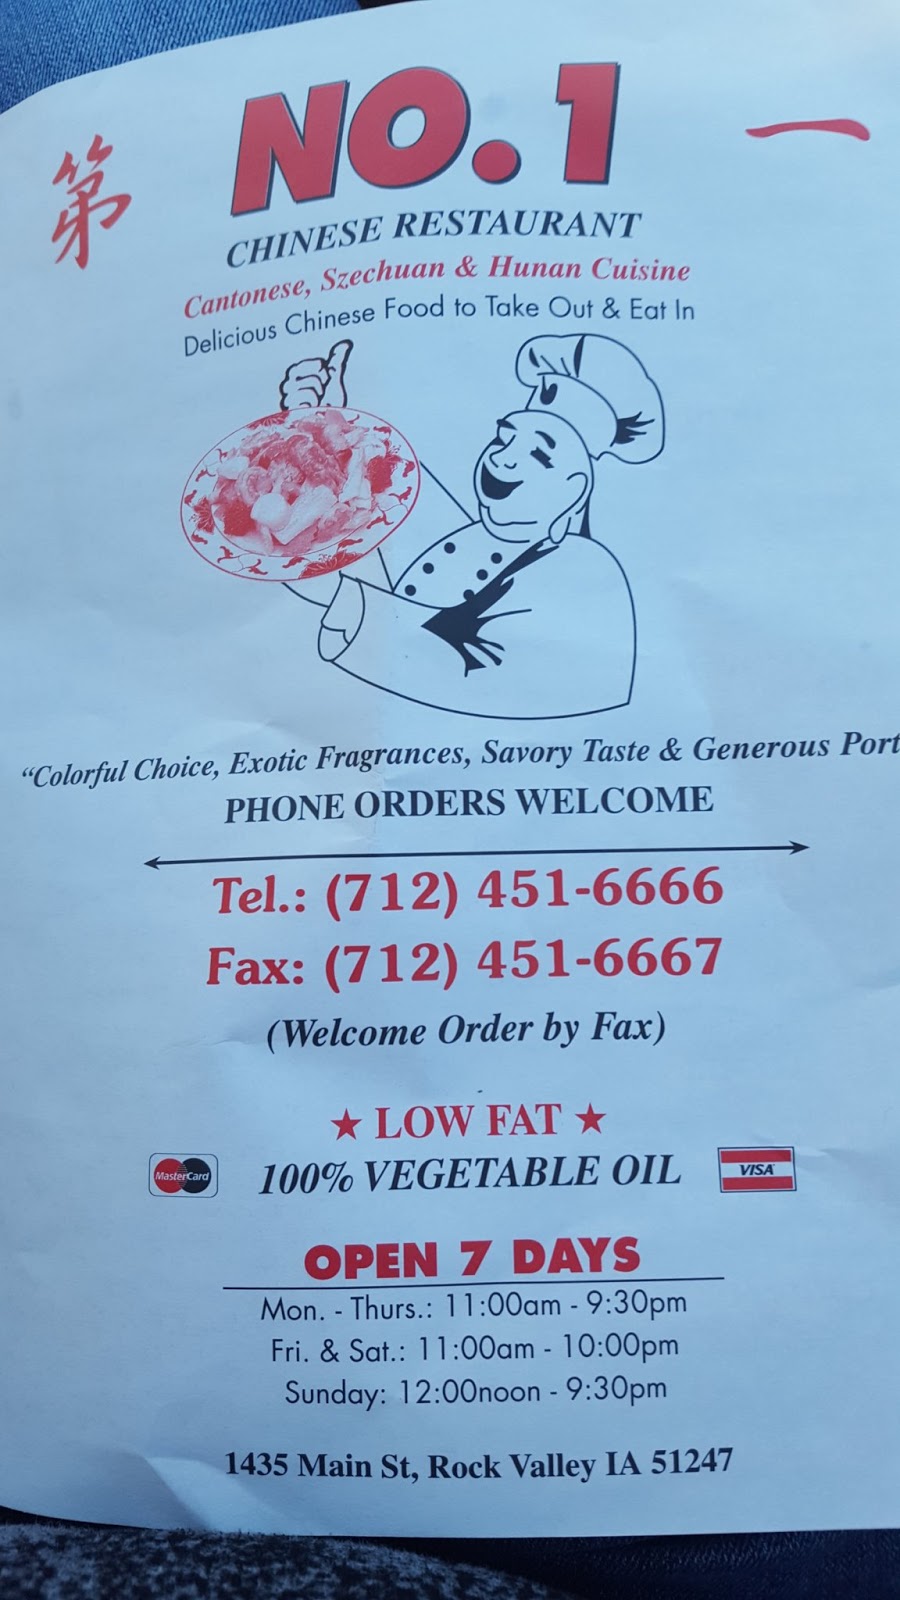 NO.1
第 一
CHINESE RESTAURANT
Cantonese, Szechuan & Hunan Cuisine
Delicious Chinese Food to Take Out & Eat In
“Colorful Choice, Exotic Fragrances, Savory Taste & Generous Port
PHONE ORDERS WELCOME
Tel.: (712) 451-6666
Fax: (712) 451-6667
(Welcome Order by Fax)
★ LOW FAT ★
MasterCard 100% VEGETABLE OIL VISA
OPEN 7 DAYS
Mon. - Thurs.: 11:00am - 9:30pm
Fri. & Sat.: 11:00am - 10:00pm
Sunday: 12:00noon - 9:30pm
1435 Main St, Rock Valley IA 51247